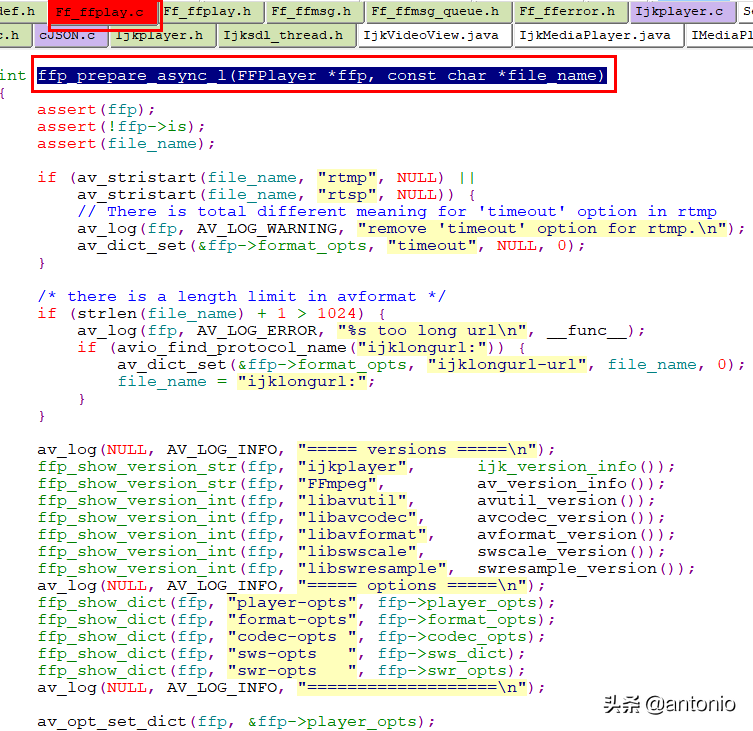 def.h Ff_ffplay.c Ff_ffplay.h Ff_ffmsg.h Ff_ffmsg_queue.h Ff_fferror.h Ijkplayer.c
c.h cJSON.c Ijkplayer.h Ijksdl_thread.h IjkVideoView.java IjkMediaPlayer.java IMediaPl
int ffp_prepare_async_l(FFPlayer *ffp, const char *file_name)
{
assert(ffp);
assert(!ffp->is);
assert(file_name);
if (av_stristart(file_name, "rtmp", NULL) ||
av_stristart(file_name, "rtsp", NULL)) {
// There is total different meaning for 'timeout' option in rtmp
av_log(ffp, AV_LOG_WARNING, "remove 'timeout' option for rtmp.\n");
av_dict_set(&ffp->format_opts, "timeout", NULL, 0);
}
/* there is a length limit in avformat */
if (strlen(file_name) + 1 > 1024) {
av_log(ffp, AV_LOG_ERROR, "%s too long url\n", __func__);
if (avio_find_protocol_name("ijklongurl:")) {
av_dict_set(&ffp->format_opts, "ijklongurl-url", file_name, 0);
file_name = "ijklongurl:";
}
}
av_log(NULL, AV_LOG_INFO, "===== versions =====\n");
ffp_show_version_str(ffp, "ijkplayer", ijk_version_info());
ffp_show_version_str(ffp, "FFmpeg", av_version_info());
ffp_show_version_int(ffp, "libavutil", avutil_version());
ffp_show_version_int(ffp, "libavcodec", avcodec_version());
ffp_show_version_int(ffp, "libavformat", avformat_version());
ffp_show_version_int(ffp, "libswscale", swscale_version());
ffp_show_version_int(ffp, "libswresample", swresample_version());
av_log(NULL, AV_LOG_INFO, "===== options =====\n");
ffp_show_dict(ffp, "player-opts", ffp->player_opts);
ffp_show_dict(ffp, "format-opts", ffp->format_opts);
ffp_show_dict(ffp, "codec-opts ", ffp->codec_opts);
ffp_show_dict(ffp, "sws-opts   ", ffp->sws_dict);
ffp_show_dict(ffp, "swr-opts   ", ffp->swr_opts);
av_log(NULL, AV_LOG_INFO, "===================\n");
av_opt_set_dict(ffp, &ffp->player_opts);
头条 @antonio